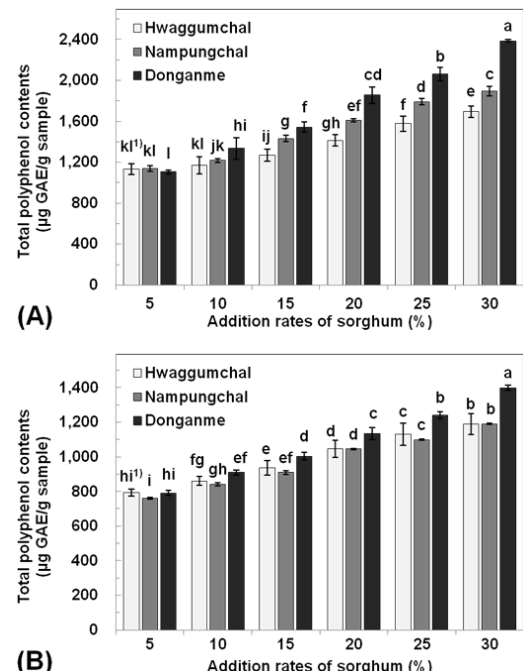 Total polyphenol contents
(µg GAE/g sample)
2,400
2,000
1,600
1,200
800
400
0
Hwaggumchal
Nampungchal
Donganme
kl¹⁾ kl l
kl jk hi
ij g f
gh ef cd
f d b
e c a
5 10 15 20 25 30
Addition rates of sorghum (%)
(A)
Total polyphenol contents
(µg GAE/g sample)
1,400
1,200
1,000
800
600
400
200
0
Hwaggumchal
Nampungchal
Donganme
hi¹⁾ i hi
fg gh ef
e ef d
d d c
c c b
b b a
5 10 15 20 25 30
Addition rates of sorghum (%)
(B)